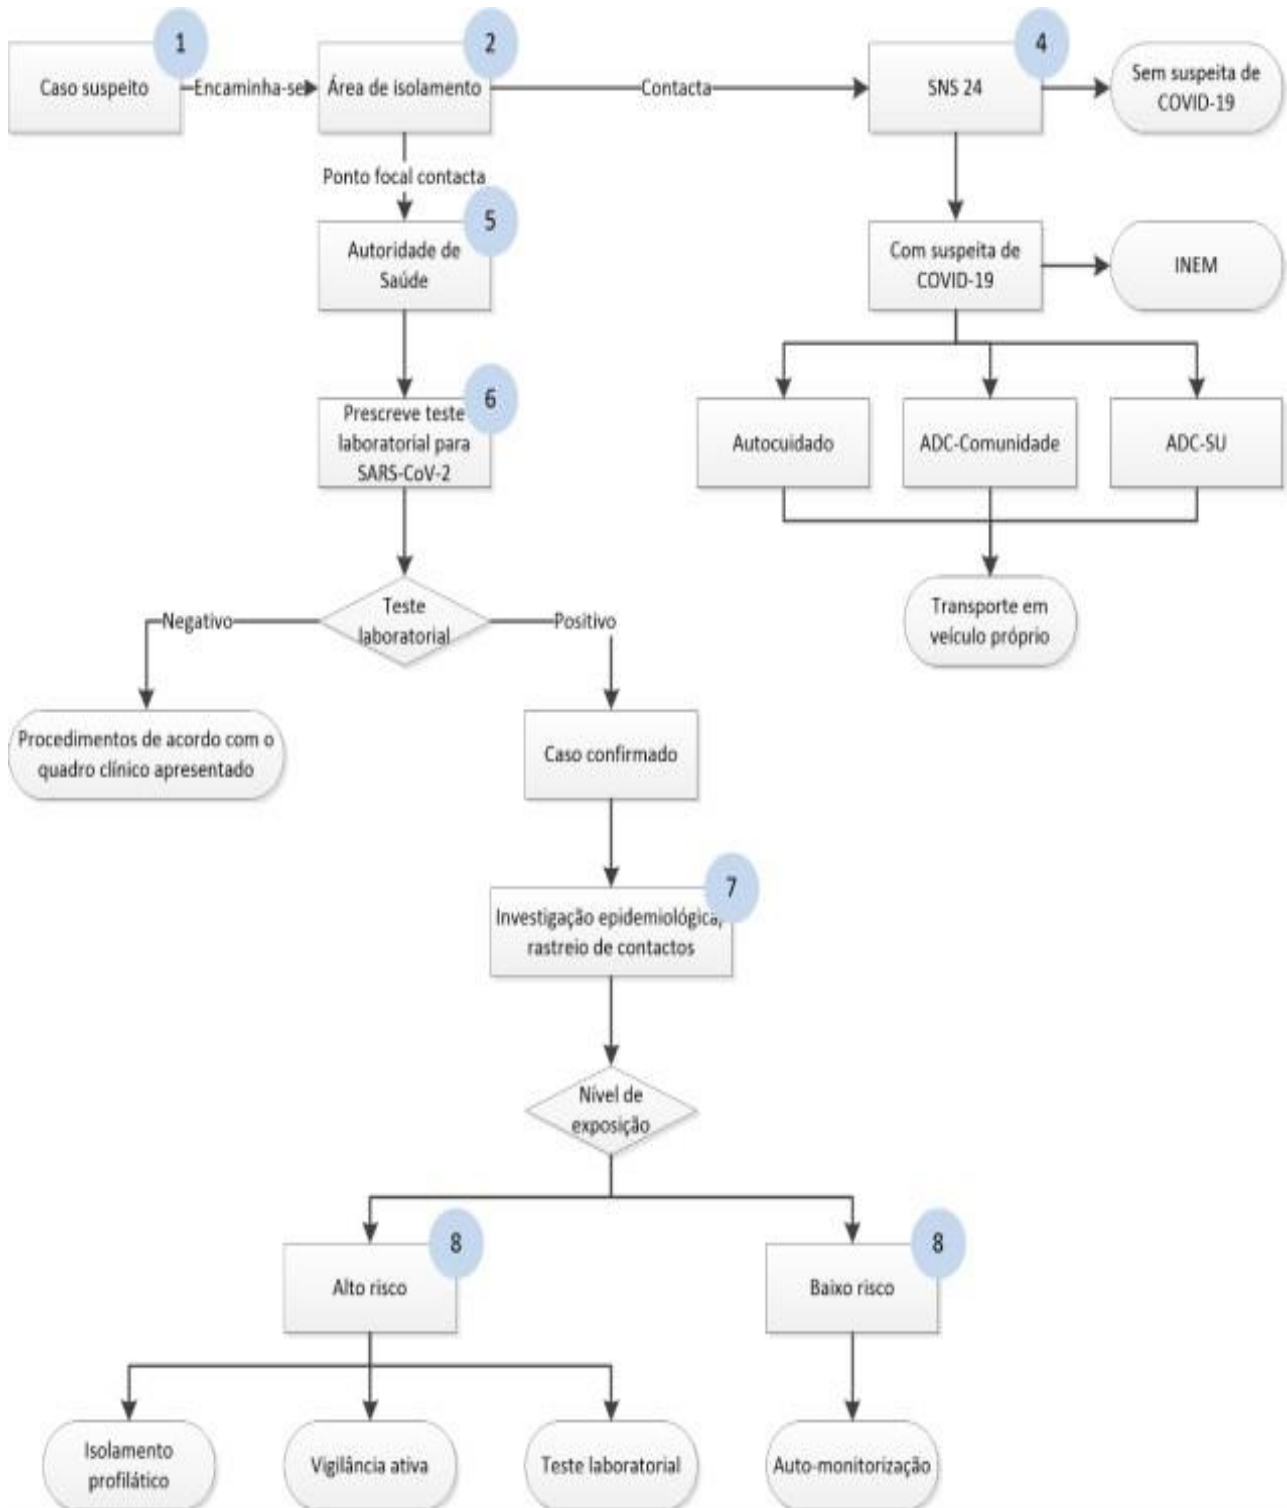 1
2
4
Caso suspeito
Encaminha-se
Área de isolamento
Contacta
SNS 24
Sem suspeita de
COVID-19
Ponto focal contacta
5
Autoridade de
Saúde
Com suspeita de
COVID-19
INEM
6
Prescreve teste
laboratorial para
SARS-CoV-2
Autocuidado
ADC-Comunidade
ADC-SU
Negativo
Teste
laboratorial
Positivo
Transporte em
veículo próprio
Procedimentos de acordo com o
quadro clínico apresentado
Caso confirmado
7
Investigação epidemiológica,
rastreio de contactos
Nível de
exposição
8
8
Alto risco
Baixo risco
Isolamento
profilático
Vigilância ativa
Teste laboratorial
Auto-monitorização